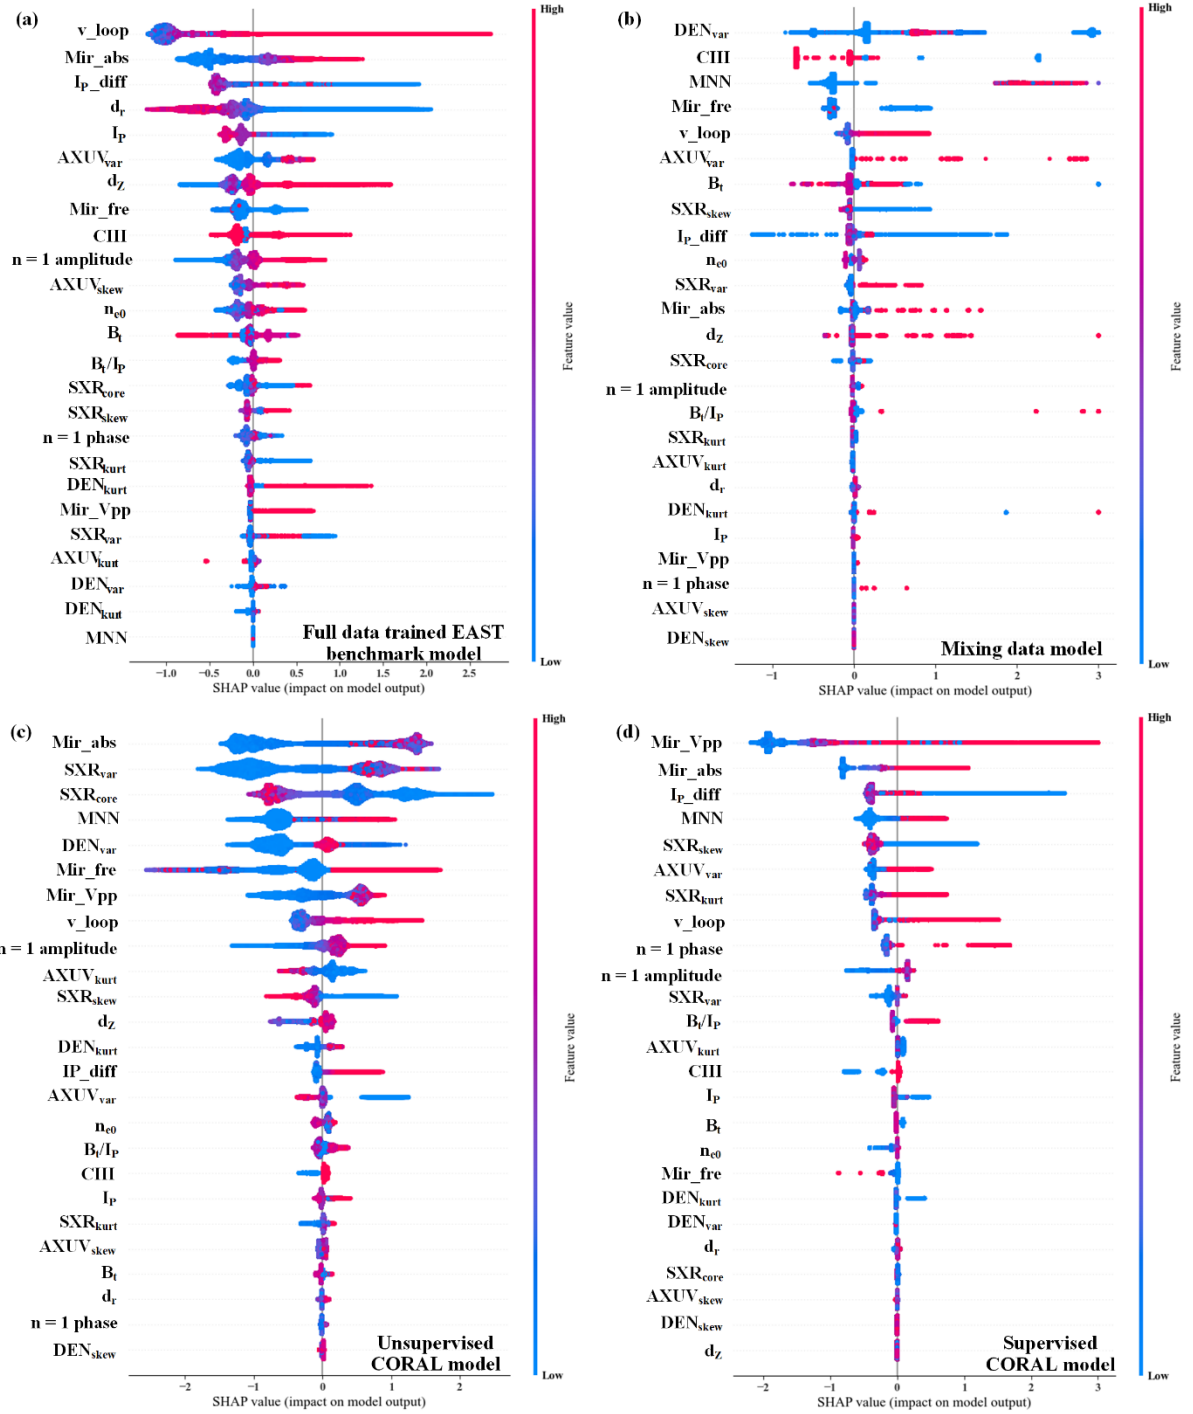 (a)
v_loop
Mir_abs
IP_diff
dr
IP
AXUVvar
dZ
Mir_fre
CIII
n = 1 amplitude
AXUVskew
ne0
Bt
Bt/IP
SXRcore
SXRskew
n = 1 phase
SXRkurt
DENkurt
Mir_Vpp
SXRvar
AXUVkurt
DENvar
DENkurt
MNN
Full data trained EAST
benchmark model
−1.0 −0.5 0.0 0.5 1.0 1.5 2.0 2.5
SHAP value (impact on model output)
High
Feature value
Low
(b)
DENvar
CIII
MNN
Mir_fre
v_loop
AXUVvar
Bt
SXRskew
IP_diff
ne0
SXRvar
Mir_abs
dZ
SXRcore
n = 1 amplitude
Bt/IP
SXRkurt
AXUVkurt
dr
DENkurt
IP
Mir_Vpp
n = 1 phase
AXUVskew
DENskew
Mixing data model
−1 0 1 2 3
SHAP value (impact on model output)
High
Feature value
Low
(c)
Mir_abs
SXRvar
SXRcore
MNN
DENvar
Mir_fre
Mir_Vpp
v_loop
n = 1 amplitude
AXUVkurt
SXRskew
dZ
DENkurt
IP_diff
AXUVvar
ne0
Bt/IP
CIII
IP
SXRkurt
AXUVskew
Bt
dr
n = 1 phase
DENskew
Unsupervised
CORAL model
−2 −1 0 1 2
SHAP value (impact on model output)
High
Feature value
Low
(d)
Mir_Vpp
Mir_abs
IP_diff
MNN
SXRskew
AXUVvar
SXRkurt
v_loop
n = 1 phase
n = 1 amplitude
SXRvar
Bt/IP
AXUVkurt
CIII
IP
Bt
ne0
Mir_fre
DENkurt
DENvar
dr
SXRcore
AXUVskew
DENskew
dZ
Supervised
CORAL model
−2 −1 0 1 2 3
SHAP value (impact on model output)
High
Feature value
Low